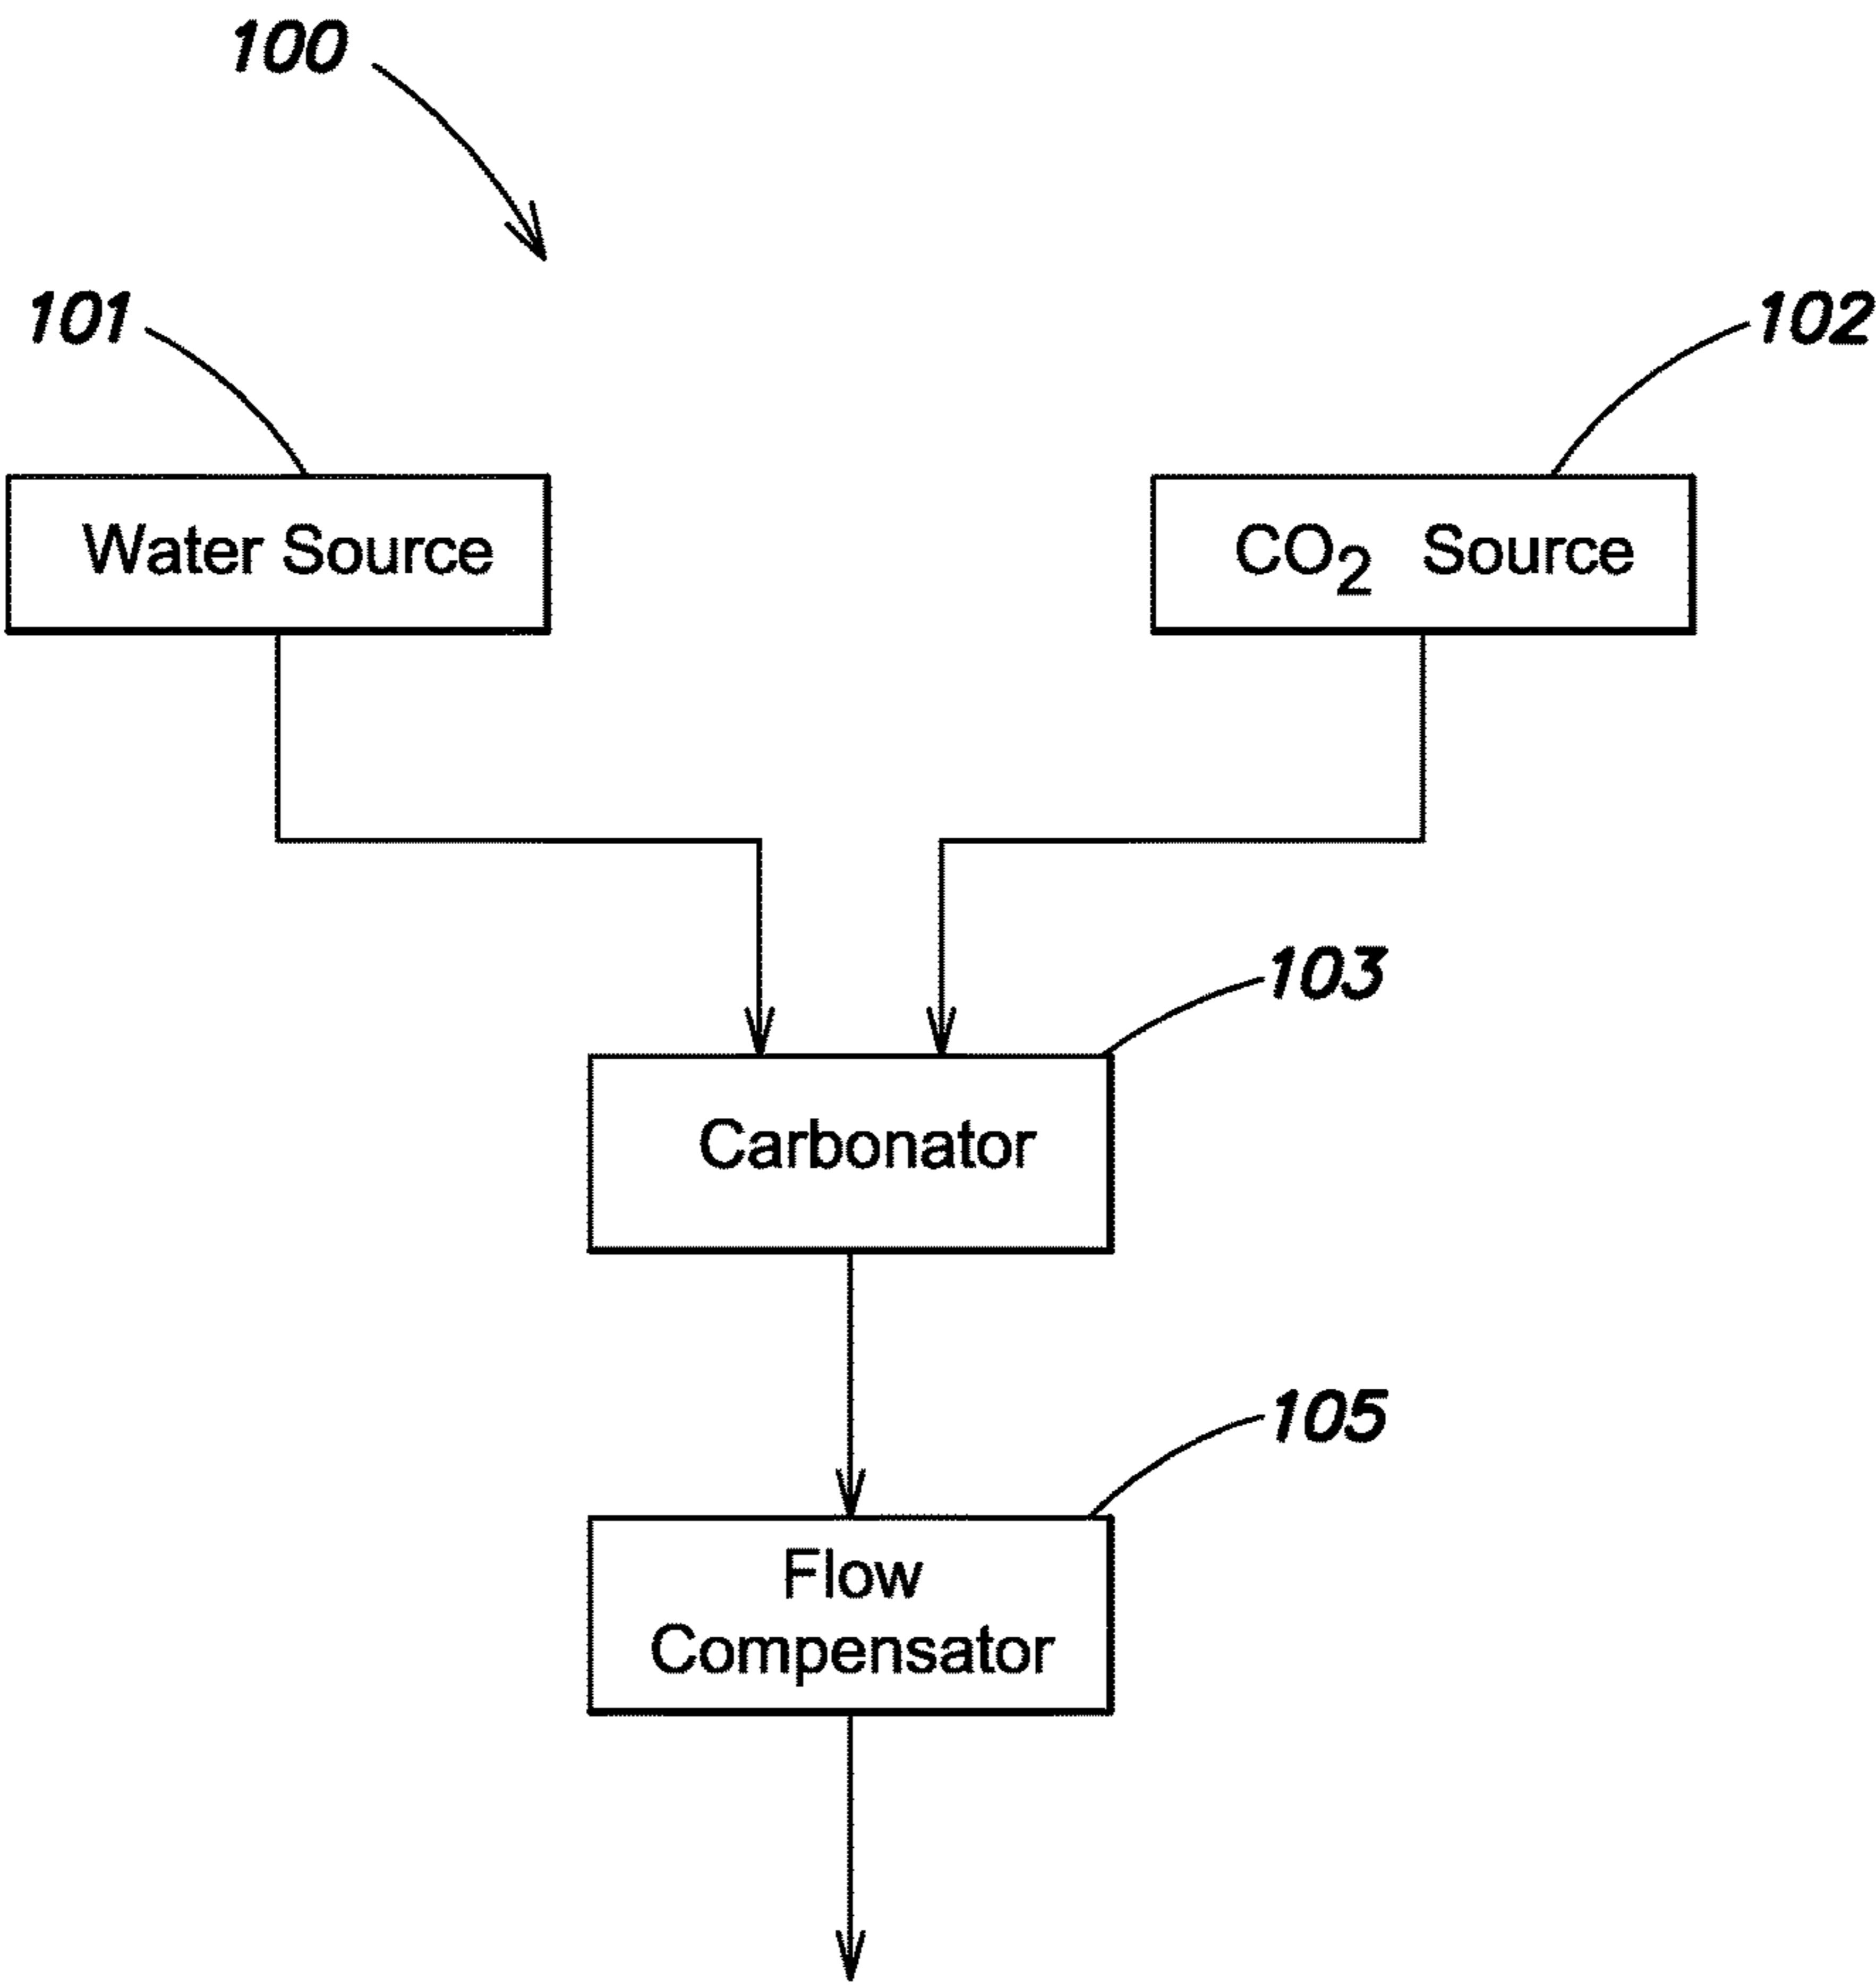 100
101
102
Water Source
CO₂ Source
103
Carbonator
105
Flow
Compensator